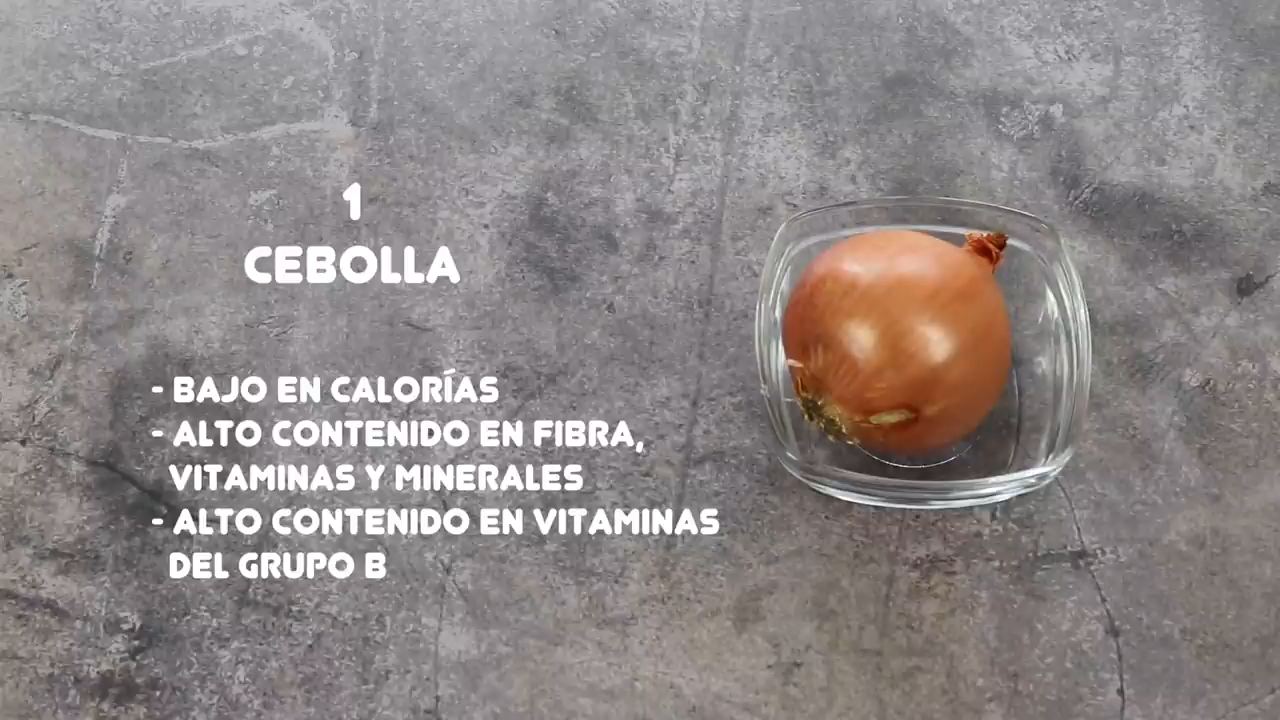 1
CEBOLLA
- BAJO EN CALORÍAS
- ALTO CONTENIDO EN FIBRA,
VITAMINAS Y MINERALES
- ALTO CONTENIDO EN VITAMINAS
DEL GRUPO B